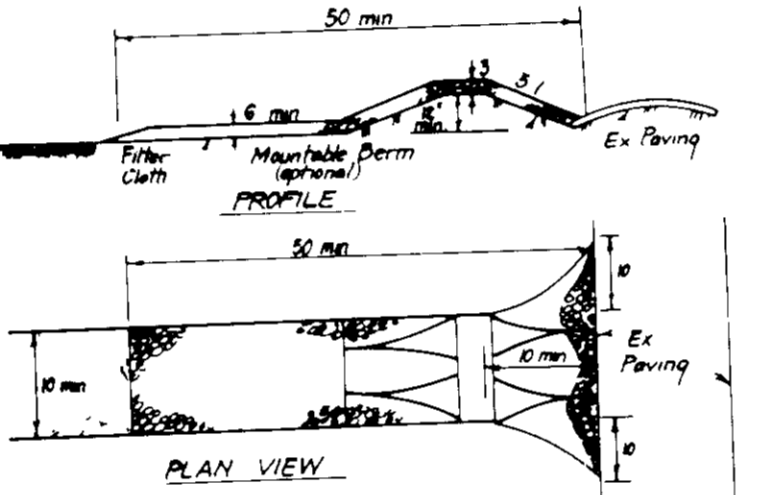 50 min
3
5 /
6 min
12"
min.
Ex Paving
Filter
Cloth
Mountable Berm
(optional)
PROFILE
50 min
10
Ex
Paving
10 min
10 min
10
PLAN VIEW